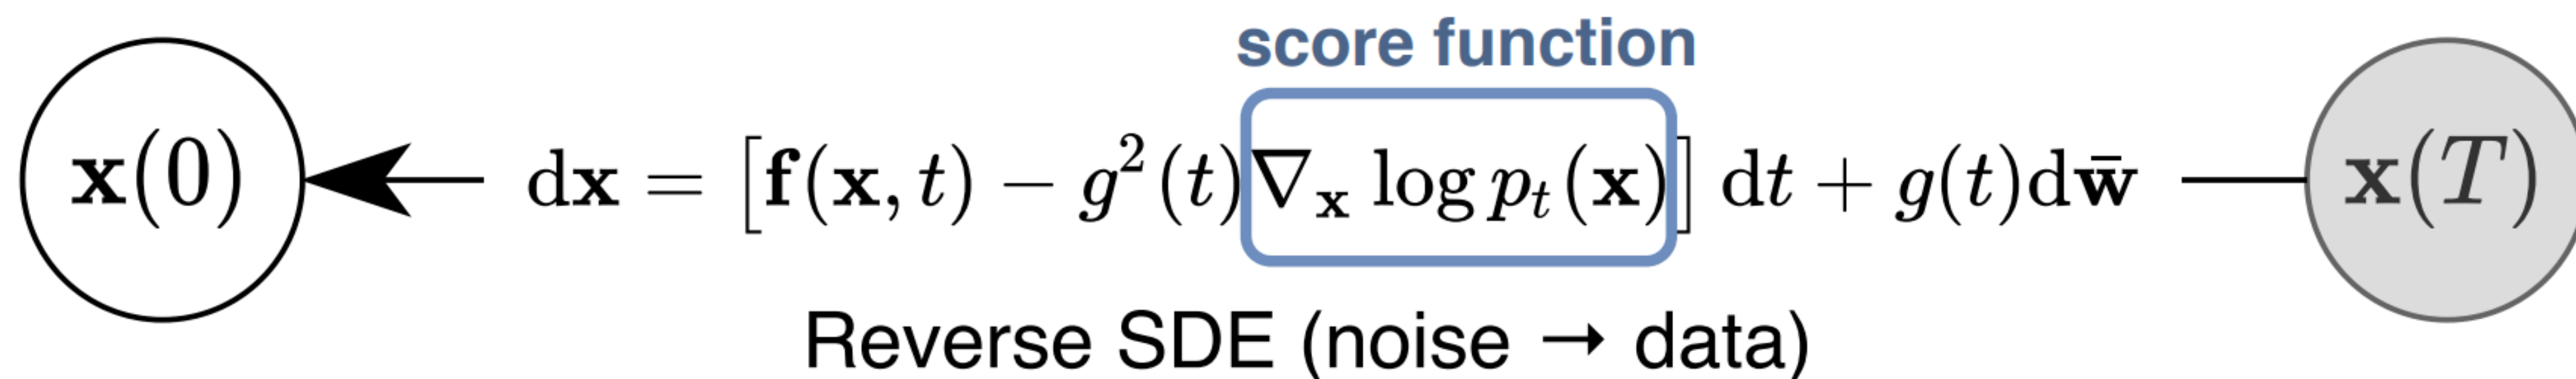 score function
x(0) dx = [f(x, t) − g²(t)∇ₓ log pₜ(x)] dt + g(t)dw̄ x(T)
Reverse SDE (noise → data)